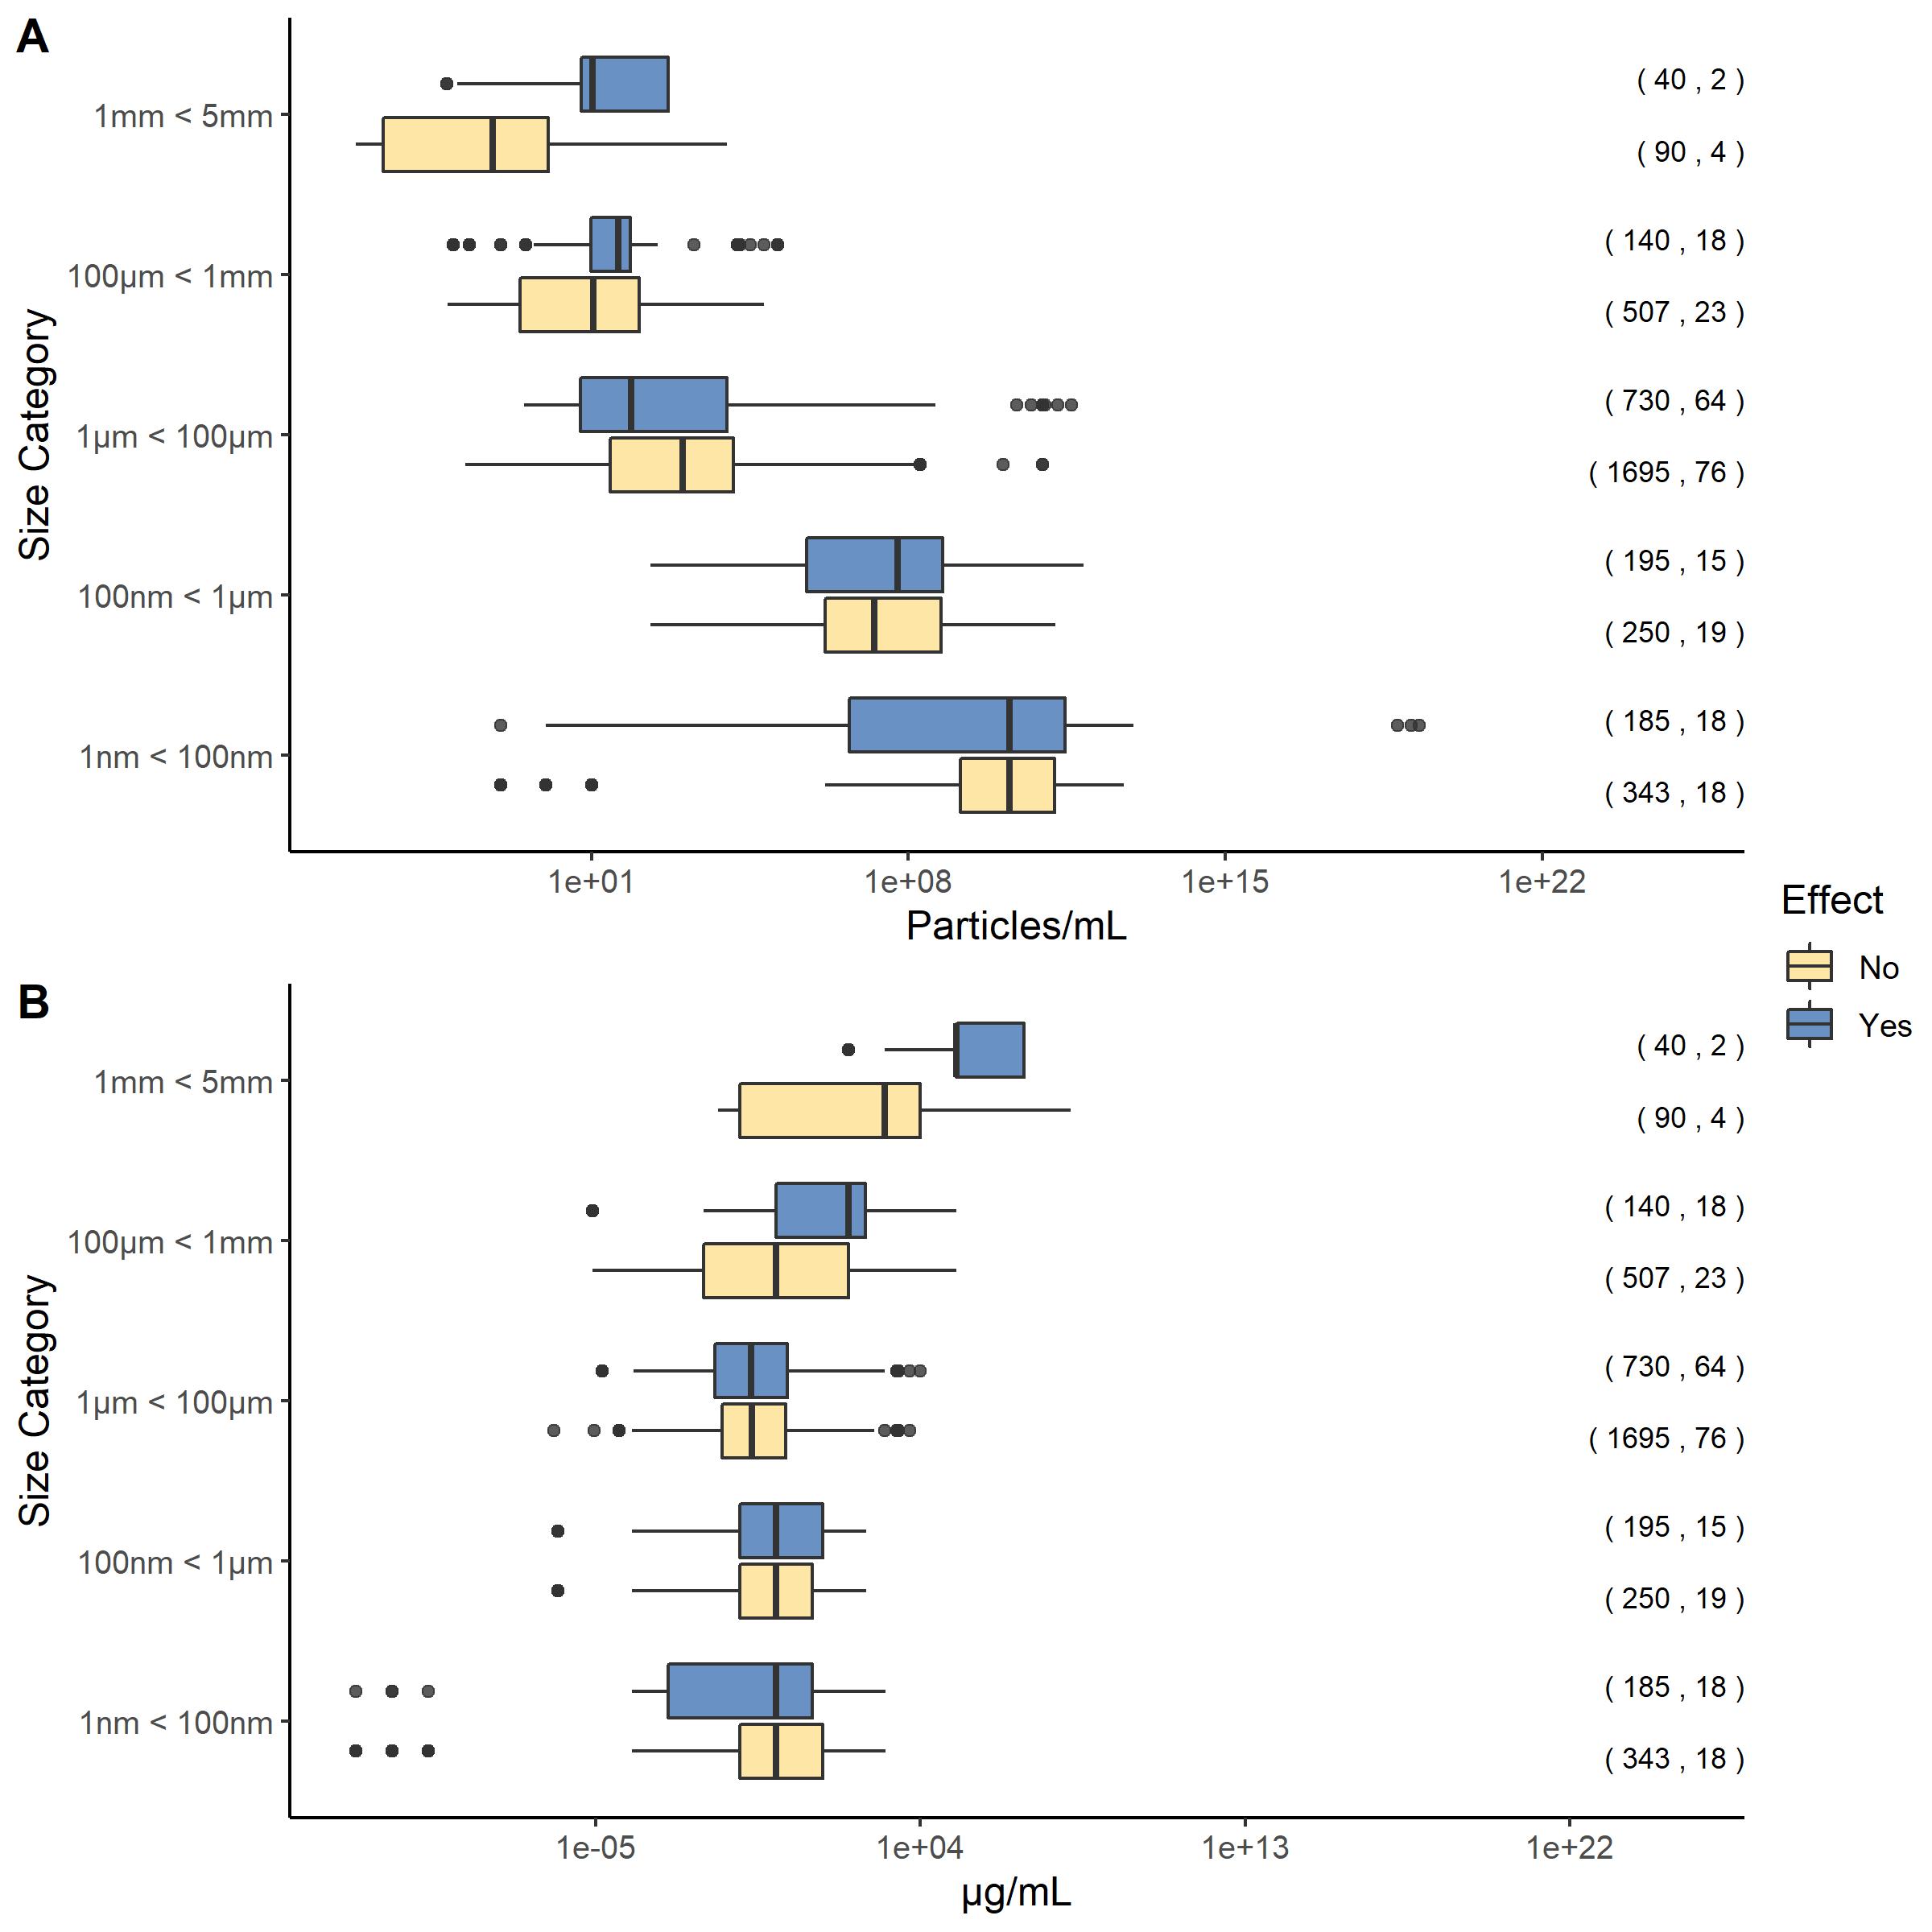 A
1mm < 5mm
100µm < 1mm
1µm < 100µm
100nm < 1µm
1nm < 100nm
Size Category
( 40 , 2 )
( 90 , 4 )
( 140 , 18 )
( 507 , 23 )
( 730 , 64 )
( 1695 , 76 )
( 195 , 15 )
( 250 , 19 )
( 185 , 18 )
( 343 , 18 )
1e+01 1e+08 1e+15 1e+22
Particles/mL
Effect
No
Yes
B
1mm < 5mm
100µm < 1mm
1µm < 100µm
100nm < 1µm
1nm < 100nm
Size Category
( 40 , 2 )
( 90 , 4 )
( 140 , 18 )
( 507 , 23 )
( 730 , 64 )
( 1695 , 76 )
( 195 , 15 )
( 250 , 19 )
( 185 , 18 )
( 343 , 18 )
1e-05 1e+04 1e+13 1e+22
µg/mL